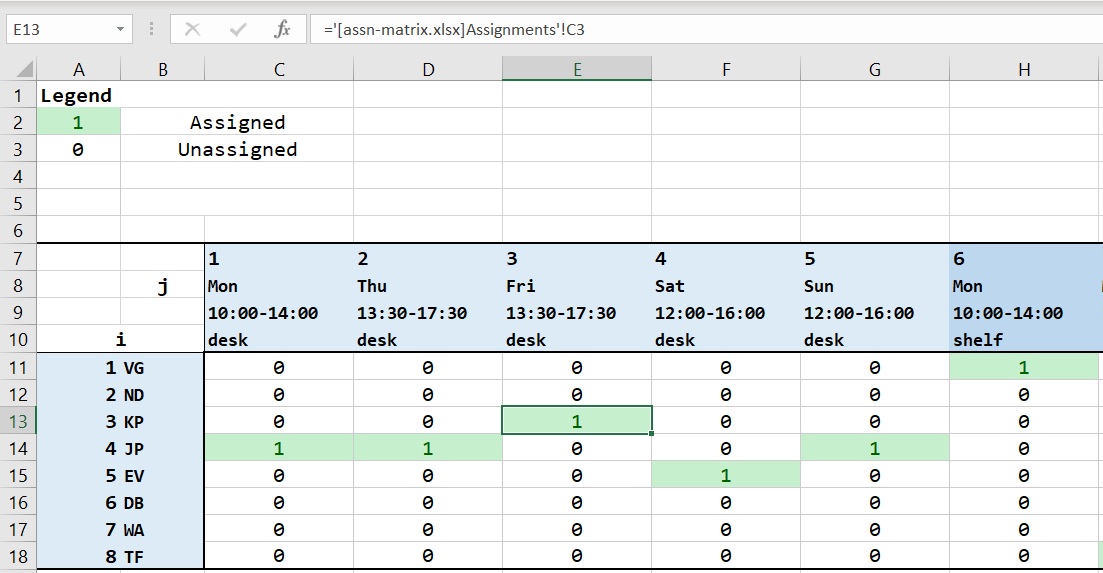 E13 fx ='[assn-matrix.xlsx]Assignments'!C3
A B C D E F G H
1 Legend
2 1 Assigned
3 0 Unassigned
4
5
6
7 1 2 3 4 5 6
8 j Mon Thu Fri Sat Sun Mon
9 10:00-14:00 13:30-17:30 13:30-17:30 12:00-16:00 12:00-16:00 10:00-14:00
10 i desk desk desk desk desk shelf
11 1 VG 0 0 0 0 0 1
12 2 ND 0 0 0 0 0 0
13 3 KP 0 0 1 0 0 0
14 4 JP 1 1 0 0 1 0
15 5 EV 0 0 0 1 0 0
16 6 DB 0 0 0 0 0 0
17 7 WA 0 0 0 0 0 0
18 8 TF 0 0 0 0 0 0